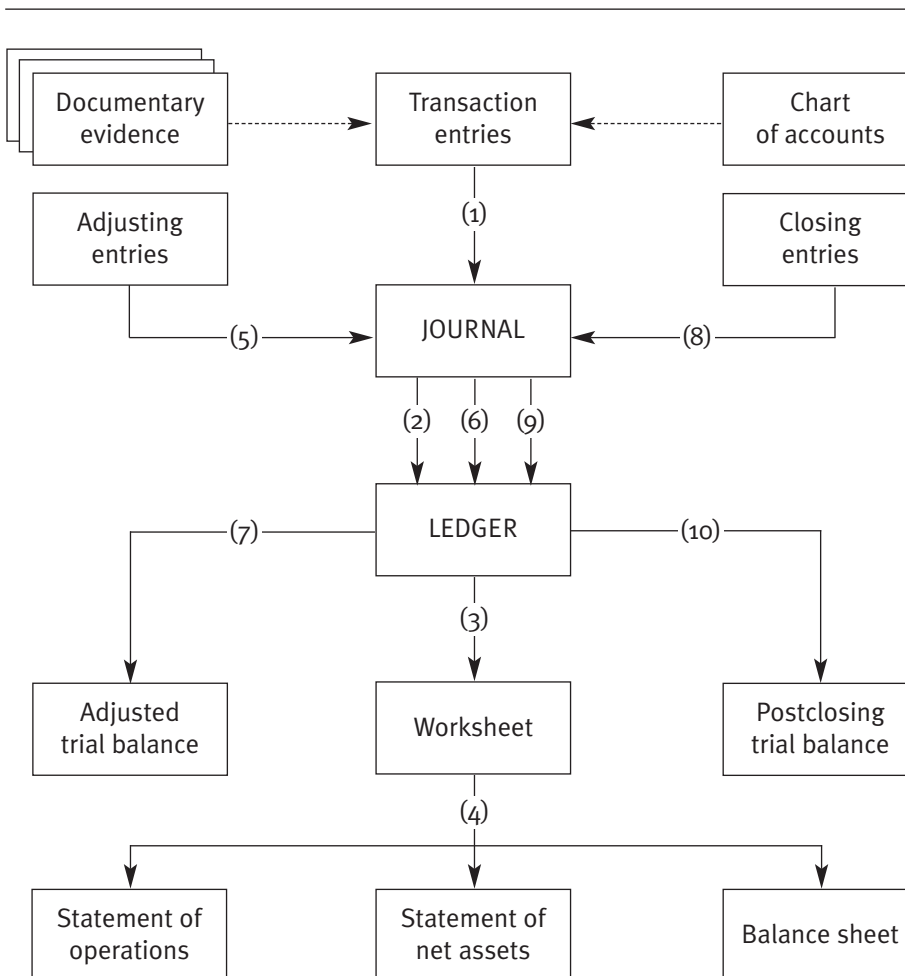 Documentary
evidence
Transaction
entries
Chart
of accounts
Adjusting
entries
(1)
Closing
entries
(5)
JOURNAL
(8)
(2)
(6)
(9)
(7)
LEDGER
(10)
(3)
Adjusted
trial balance
Worksheet
Postclosing
trial balance
(4)
Statement of
operations
Statement of
net assets
Balance sheet